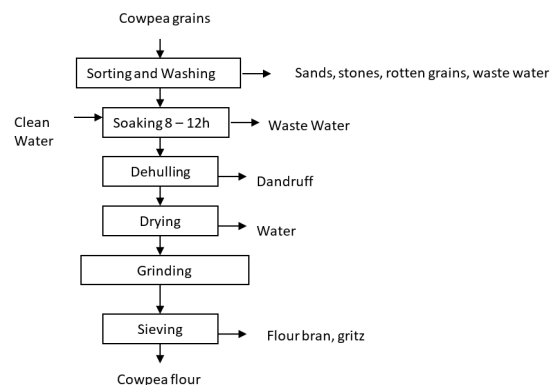 Cowpea grains
Sorting and Washing
Sands, stones, rotten grains, waste water
Clean
Water
Soaking 8 – 12h
Waste Water
Dehulling
Dandruff
Drying
Water
Grinding
Sieving
Flour bran, gritz
Cowpea flour